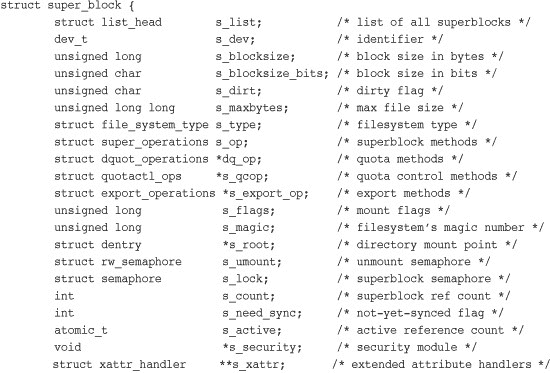 struct super_block {
struct list_head s_list; /* list of all superblocks */
dev_t s_dev; /* identifier */
unsigned long s_blocksize; /* block size in bytes */
unsigned char s_blocksize_bits; /* block size in bits */
unsigned char s_dirt; /* dirty flag */
unsigned long long s_maxbytes; /* max file size */
struct file_system_type s_type; /* filesystem type */
struct super_operations s_op; /* superblock methods */
struct dquot_operations *dq_op; /* quota methods */
struct quotactl_ops *s_qcop; /* quota control methods */
struct export_operations *s_export_op; /* export methods */
unsigned long s_flags; /* mount flags */
unsigned long s_magic; /* filesystem's magic number */
struct dentry *s_root; /* directory mount point */
struct rw_semaphore s_umount; /* unmount semaphore */
struct semaphore s_lock; /* superblock semaphore */
int s_count; /* superblock ref count */
int s_need_sync; /* not-yet-synced flag */
atomic_t s_active; /* active reference count */
void *s_security; /* security module */
struct xattr_handler **s_xattr; /* extended attribute handlers */